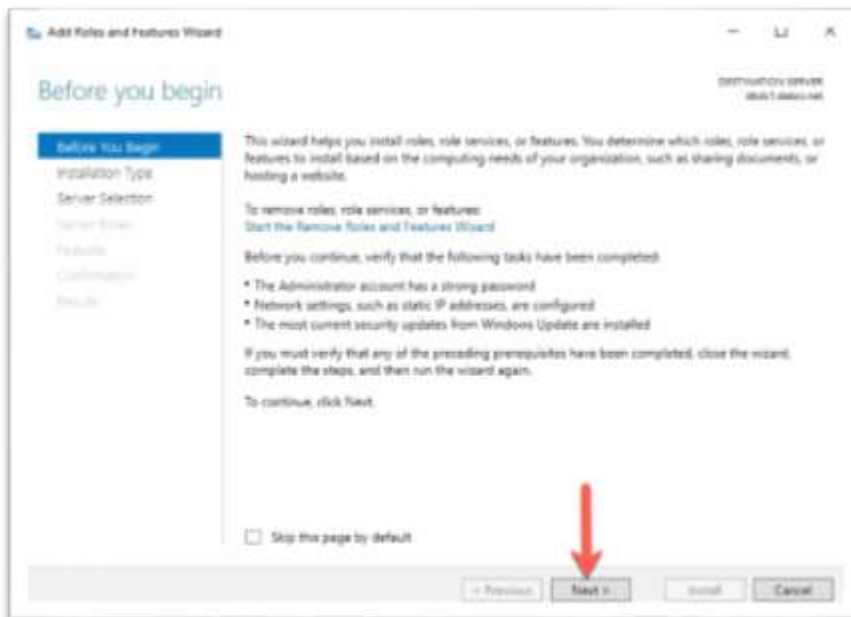 Add Roles and Features Wizard
Before you begin
DESTINATION SERVER
Before You Begin
Installation Type
Server Selection
Server Roles
Features
Confirmation
Results
This wizard helps you install roles, role services, or features. You determine which roles, role services, or
features to install based on the computing needs of your organization, such as sharing documents, or
hosting a website.
To remove roles, role services, or features:
Start the Remove Roles and Features Wizard
Before you continue, verify that the following tasks have been completed:
• The Administrator account has a strong password
• Network settings, such as static IP addresses, are configured
• The most current security updates from Windows Update are installed
If you must verify that any of the preceding prerequisites have been completed, close the wizard,
complete the steps, and then run the wizard again.
To continue, click Next.
Skip this page by default
< Previous
Next >
Install
Cancel